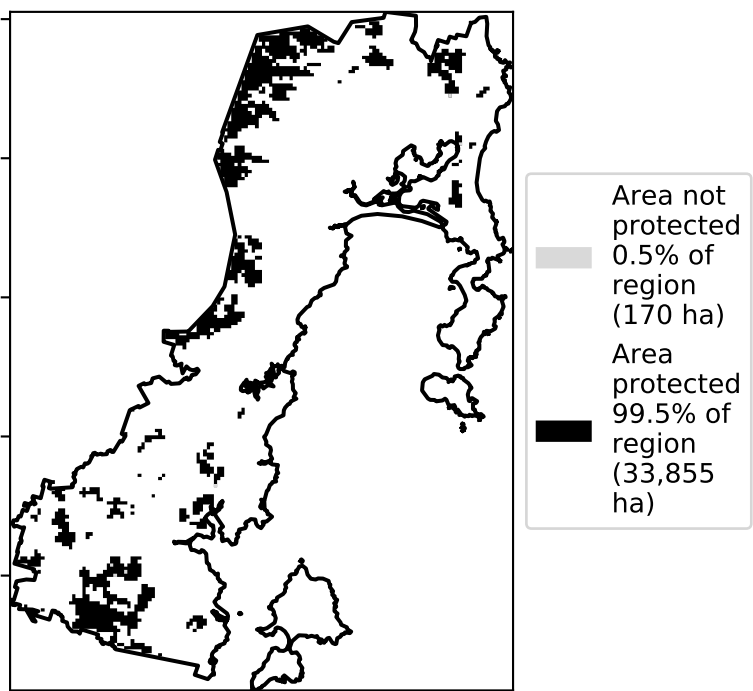 Area not
protected
0.5% of
region
(170 ha)
Area
protected
99.5% of
region
(33,855
ha)